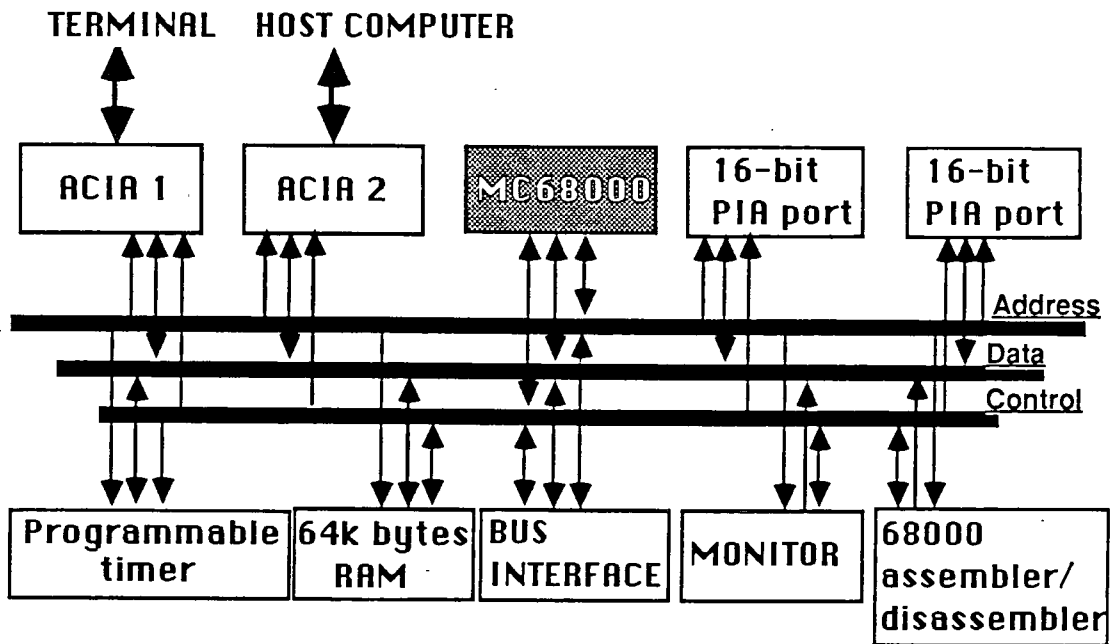 TERMINAL HOST COMPUTER
ACIA 1
ACIA 2
MC68000
16-bit
PIA port
16-bit
PIA port
Address
Data
Control
Programmable
timer
64k bytes
RAM
BUS
INTERFACE
MONITOR
68000
assembler/
disassembler